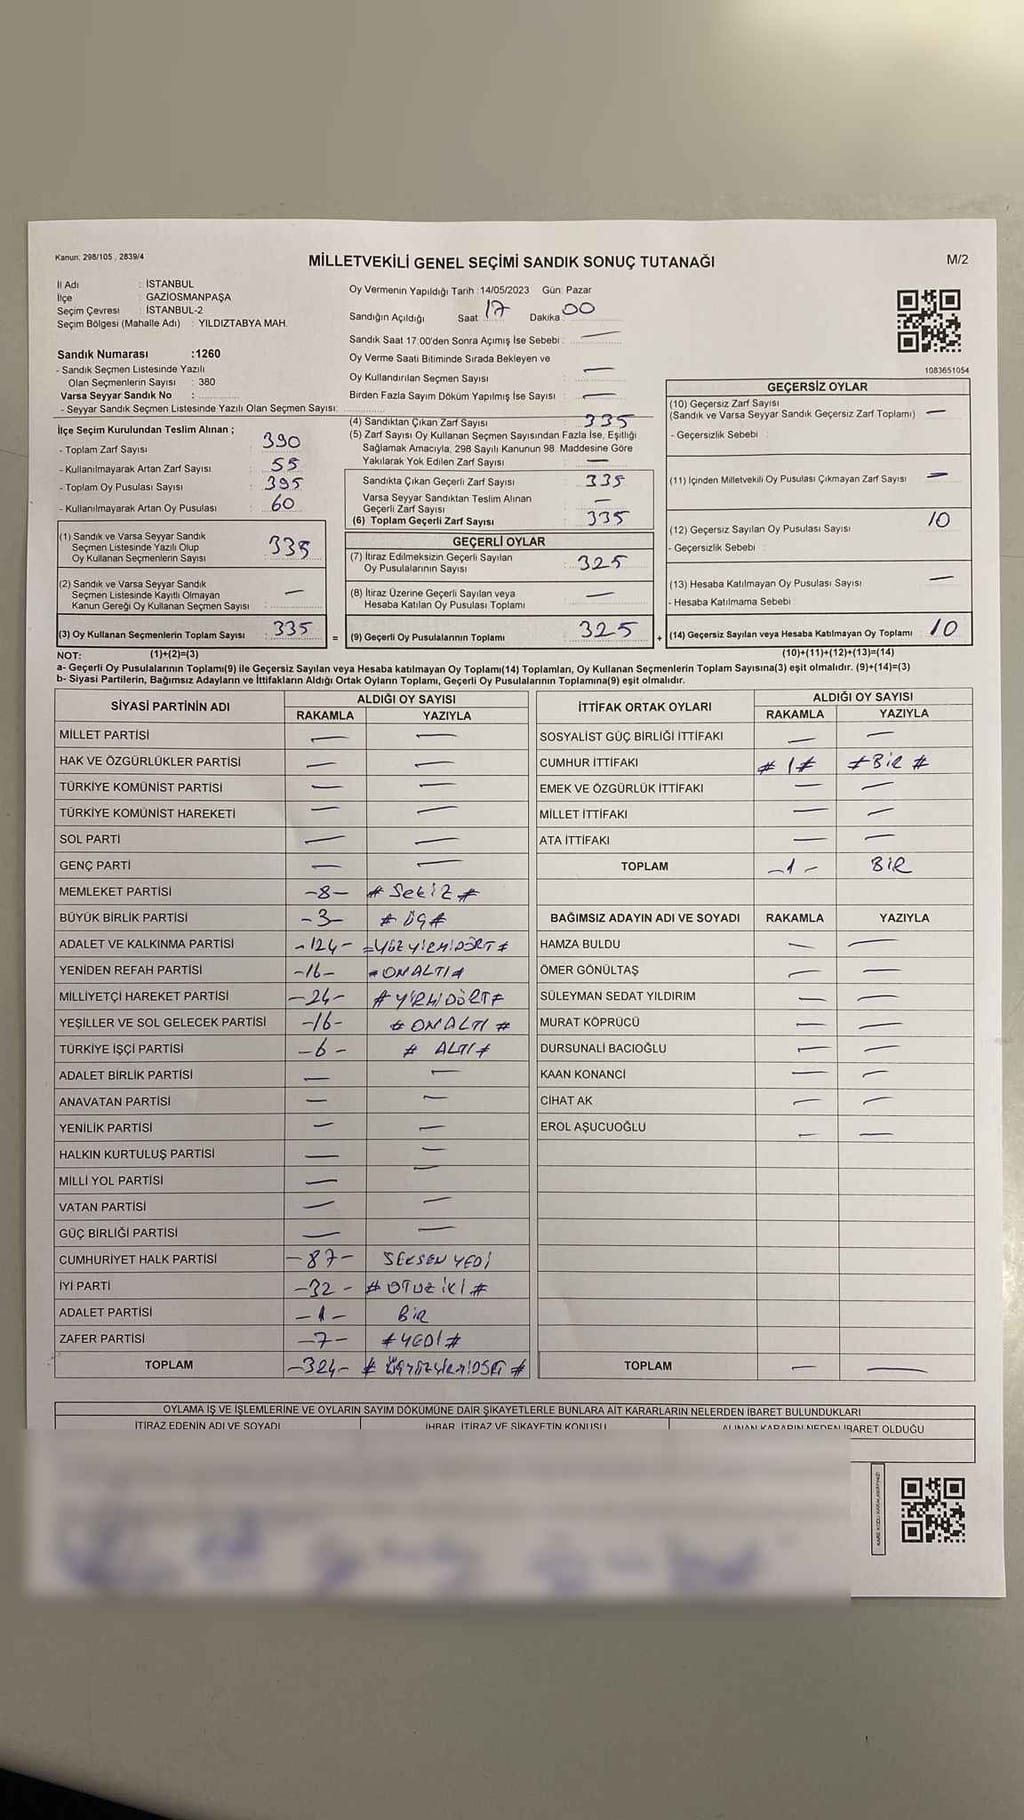 Kanun. 298/105 , 2839/4
MİLLETVEKİLİ GENEL SEÇİMİ SANDIK SONUÇ TUTANAĞI
M/2
İl Adı : İSTANBUL
İlçe : GAZİOSMANPAŞA
Seçim Çevresi : İSTANBUL-2
Seçim Bölgesi (Mahalle Adı) : YILDIZTABYA MAH.
Sandık Numarası :1260
- Sandık Seçmen Listesinde Yazılı
Olan Seçmenlerin Sayısı : 380
Varsa Seyyar Sandık No :
- Seyyar Sandık Seçmen Listesinde Yazılı Olan Seçmen Sayısı:
Oy Vermenin Yapıldığı Tarih :14/05/2023 Gün: Pazar
Sandığın Açıldığı Saat 17 Dakika 00
Sandık Saat 17:00'den Sonra Açımış İse Sebebi : —
Oy Verme Saati Bitiminde Sırada Bekleyen ve
Oy Kullandırılan Seçmen Sayısı : —
Birden Fazla Sayım Döküm Yapılmış İse Sayısı : —
1083651054
İlçe Seçim Kurulundan Teslim Alınan ;
- Toplam Zarf Sayısı : 390
- Kullanılmayarak Artan Zarf Sayısı : 55
- Toplam Oy Pusulası Sayısı : 395
- Kullanılmayarak Artan Oy Pusulası : 60
(1) Sandık ve Varsa Seyyar Sandık
Seçmen Listesinde Yazılı Olup
Oy Kullanan Seçmenlerin Sayısı 335
(2) Sandık ve Varsa Seyyar Sandık
Seçmen Listesinde Kayıtlı Olmayan
Kanun Gereği Oy Kullanan Seçmen Sayısı —
(3) Oy Kullanan Seçmenlerin Toplam Sayısı 335 =
(4) Sandıktan Çıkan Zarf Sayısı : 335
(5) Zarf Sayısı Oy Kullanan Seçmen Sayısından Fazla İse, Eşitliği
Sağlamak Amacıyla, 298 Sayılı Kanunun 98. Maddesine Göre
Yakılarak Yok Edilen Zarf Sayısı : —
Sandıkta Çıkan Geçerli Zarf Sayısı : 335
Varsa Seyyar Sandıktan Teslim Alınan
Geçerli Zarf Sayısı : —
(6) Toplam Geçerli Zarf Sayısı : 335
GEÇERLİ OYLAR
(7) İtiraz Edilmeksizin Geçerli Sayılan
Oy Pusulalarının Sayısı : 325
(8) İtiraz Üzerine Geçerli Sayılan veya
Hesaba Katılan Oy Pusulası Toplamı : —
(9) Geçerli Oy Pusulalarının Toplamı : 325 +
GEÇERSİZ OYLAR
(10) Geçersiz Zarf Sayısı
(Sandık ve Varsa Seyyar Sandık Geçersiz Zarf Toplamı) —
- Geçersizlik Sebebi :
(11) İçinden Milletvekili Oy Pusulası Çıkmayan Zarf Sayısı —
(12) Geçersiz Sayılan Oy Pusulası Sayısı 10
- Geçersizlik Sebebi :
(13) Hesaba Katılmayan Oy Pusulası Sayısı —
- Hesaba Katılmama Sebebi :
(14) Geçersiz Sayılan veya Hesaba Katılmayan Oy Toplamı 10
NOT: (1)+(2)=(3) (10)+(11)+(12)+(13)=(14)
a- Geçerli Oy Pusulalarının Toplamı(9) ile Geçersiz Sayılan veya Hesaba katılmayan Oy Toplamı(14) Toplamları, Oy Kullanan Seçmenlerin Toplam Sayısına(3) eşit olmalıdır. (9)+(14)=(3)
b- Siyasi Partilerin, Bağımsız Adayların ve İttifakların Aldığı Ortak Oyların Toplamı, Geçerli Oy Pusulalarının Toplamına(9) eşit olmalıdır.
SİYASİ PARTİNİN ADI ALDIĞI OY SAYISI
RAKAMLA YAZIYLA
MİLLET PARTİSİ — —
HAK VE ÖZGÜRLÜKLER PARTİSİ — —
TÜRKİYE KOMÜNİST PARTİSİ — —
TÜRKİYE KOMÜNİST HAREKETİ — —
SOL PARTİ — —
GENÇ PARTİ — —
MEMLEKET PARTİSİ -8- # SEKİZ #
BÜYÜK BİRLİK PARTİSİ -3- # ÜÇ #
ADALET VE KALKINMA PARTİSİ -124- =YÜZ YİRMİDÖRT #
YENİDEN REFAH PARTİSİ -16- # ONALTI #
MİLLİYETÇİ HAREKET PARTİSİ -24- # YİRMİDÖRT #
YEŞİLLER VE SOL GELECEK PARTİSİ -16- # ONALTI #
TÜRKİYE İŞÇİ PARTİSİ -6- # ALTI #
ADALET BİRLİK PARTİSİ — —
ANAVATAN PARTİSİ — —
YENİLİK PARTİSİ — —
HALKIN KURTULUŞ PARTİSİ — —
MİLLİ YOL PARTİSİ — —
VATAN PARTİSİ — —
GÜÇ BİRLİĞİ PARTİSİ — —
CUMHURİYET HALK PARTİSİ -87- SEKSEN YEDİ
İYİ PARTİ -32- # OTUZ İKİ #
ADALET PARTİSİ -1- BİR
ZAFER PARTİSİ -7- # YEDİ #
TOPLAM -324- # ÜÇYÜZYİRMİDÖRT #
İTTİFAK ORTAK OYLARI ALDIĞI OY SAYISI
RAKAMLA YAZIYLA
SOSYALİST GÜÇ BİRLİĞİ İTTİFAKI — —
CUMHUR İTTİFAKI # 1 # # BİR #
EMEK VE ÖZGÜRLÜK İTTİFAKI — —
MİLLET İTTİFAKI — —
ATA İTTİFAKI — —
TOPLAM -1- BİR
BAĞIMSIZ ADAYIN ADI VE SOYADI RAKAMLA YAZIYLA
HAMZA BULDU — —
ÖMER GÖNÜLTAŞ — —
SÜLEYMAN SEDAT YILDIRIM — —
MURAT KÖPRÜCÜ — —
DURSUNALİ BACIOĞLU — —
KAAN KONANCİ — —
CİHAT AK — —
EROL AŞUCUOĞLU — —
TOPLAM — —
OYLAMA İŞ VE İŞLEMLERİNE VE OYLARIN SAYIM DÖKÜMÜNE DAİR ŞİKAYETLERLE BUNLARA AİT KARARLARIN NELERDEN İBARET BULUNDUKLARI
İTİRAZ EDENİN ADI VE SOYADI İHBAR, İTİRAZ VE ŞİKAYETİN KONUSU ALINAN KARARIN NEDEN İBARET OLDUĞU